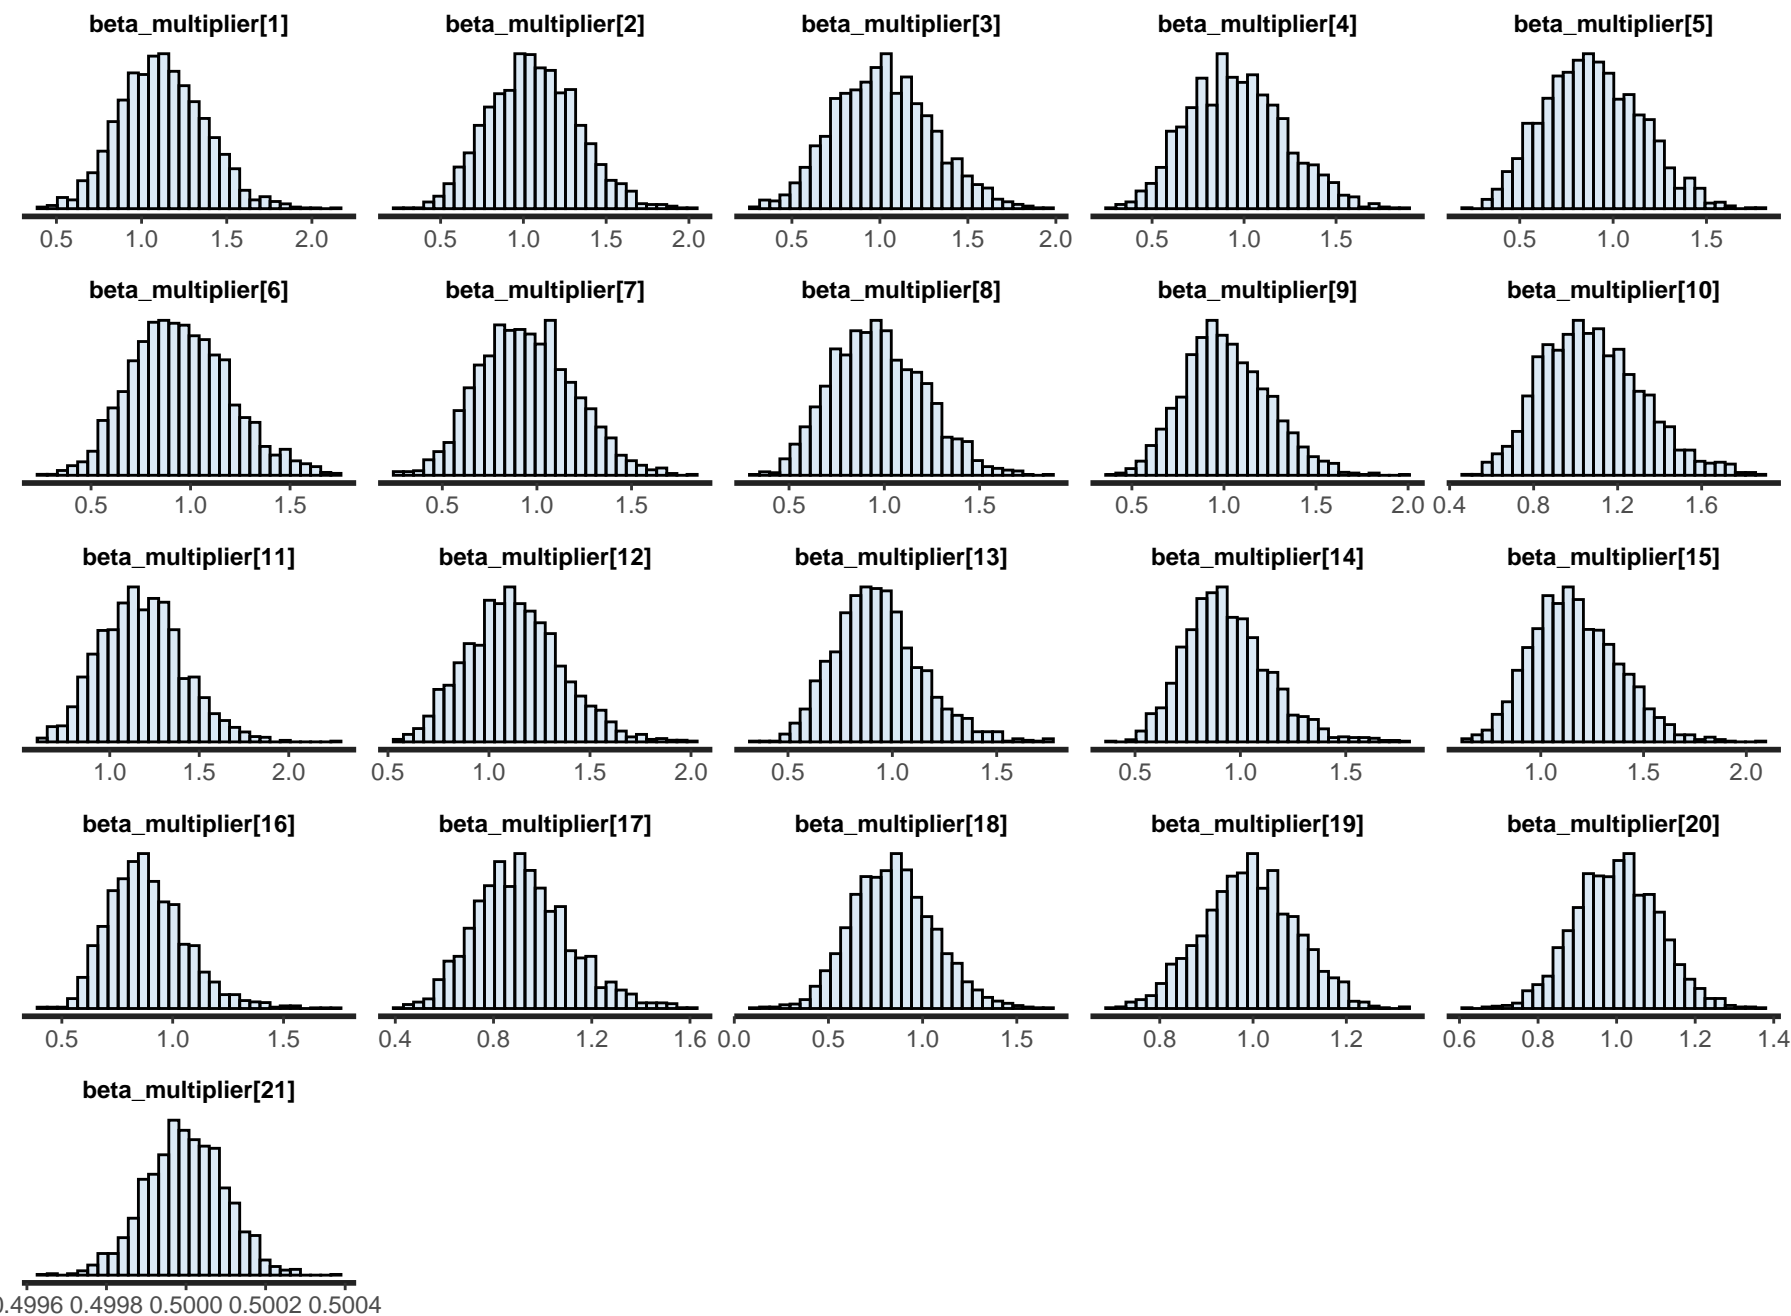 beta_multiplier[1] beta_multiplier[2] beta_multiplier[3] beta_multiplier[4] beta_multiplier[5]
0.5 1.0 1.5 2.0 0.5 1.0 1.5 2.0 0.5 1.0 1.5 2.0 0.5 1.0 1.5 0.5 1.0 1.5
beta_multiplier[6] beta_multiplier[7] beta_multiplier[8] beta_multiplier[9] beta_multiplier[10]
0.5 1.0 1.5 0.5 1.0 1.5 0.5 1.0 1.5 0.5 1.0 1.5 2.0 0.4 0.8 1.2 1.6
beta_multiplier[11] beta_multiplier[12] beta_multiplier[13] beta_multiplier[14] beta_multiplier[15]
1.0 1.5 2.0 0.5 1.0 1.5 2.0 0.5 1.0 1.5 0.5 1.0 1.5 1.0 1.5 2.0
beta_multiplier[16] beta_multiplier[17] beta_multiplier[18] beta_multiplier[19] beta_multiplier[20]
0.5 1.0 1.5 0.4 0.8 1.2 1.6 0.0 0.5 1.0 1.5 0.8 1.0 1.2 0.6 0.8 1.0 1.2 1.4
beta_multiplier[21]
0.4996 0.4998 0.5000 0.5002 0.5004